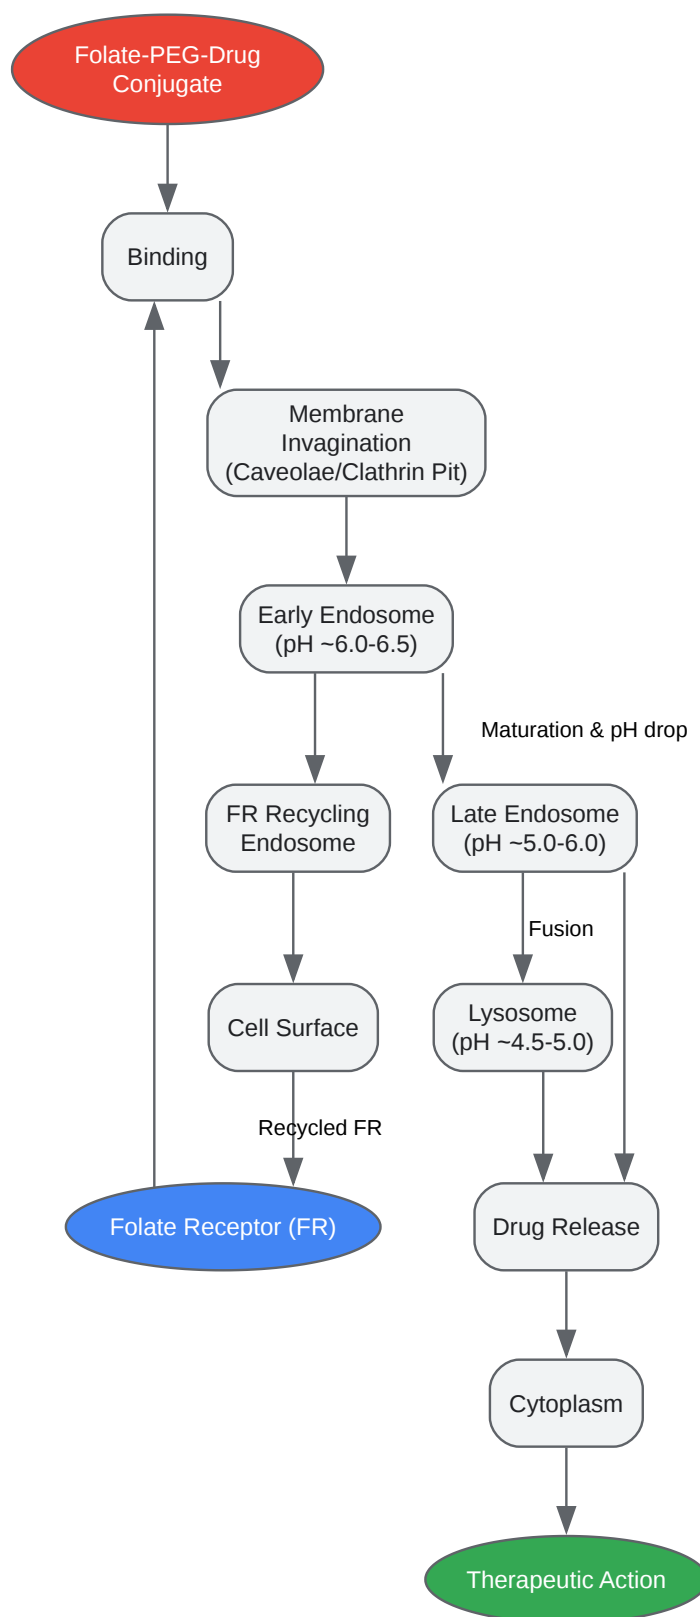 Folate-PEG-Drug
Conjugate
Binding
Membrane
Invagination
(Caveolae/Clathrin Pit)
Early Endosome
(pH ~6.0-6.5)
Maturation & pH drop
FR Recycling
Endosome
Late Endosome
(pH ~5.0-6.0)
Fusion
Cell Surface
Lysosome
(pH ~4.5-5.0)
Recycled FR
Folate Receptor (FR)
Drug Release
Cytoplasm
Therapeutic Action